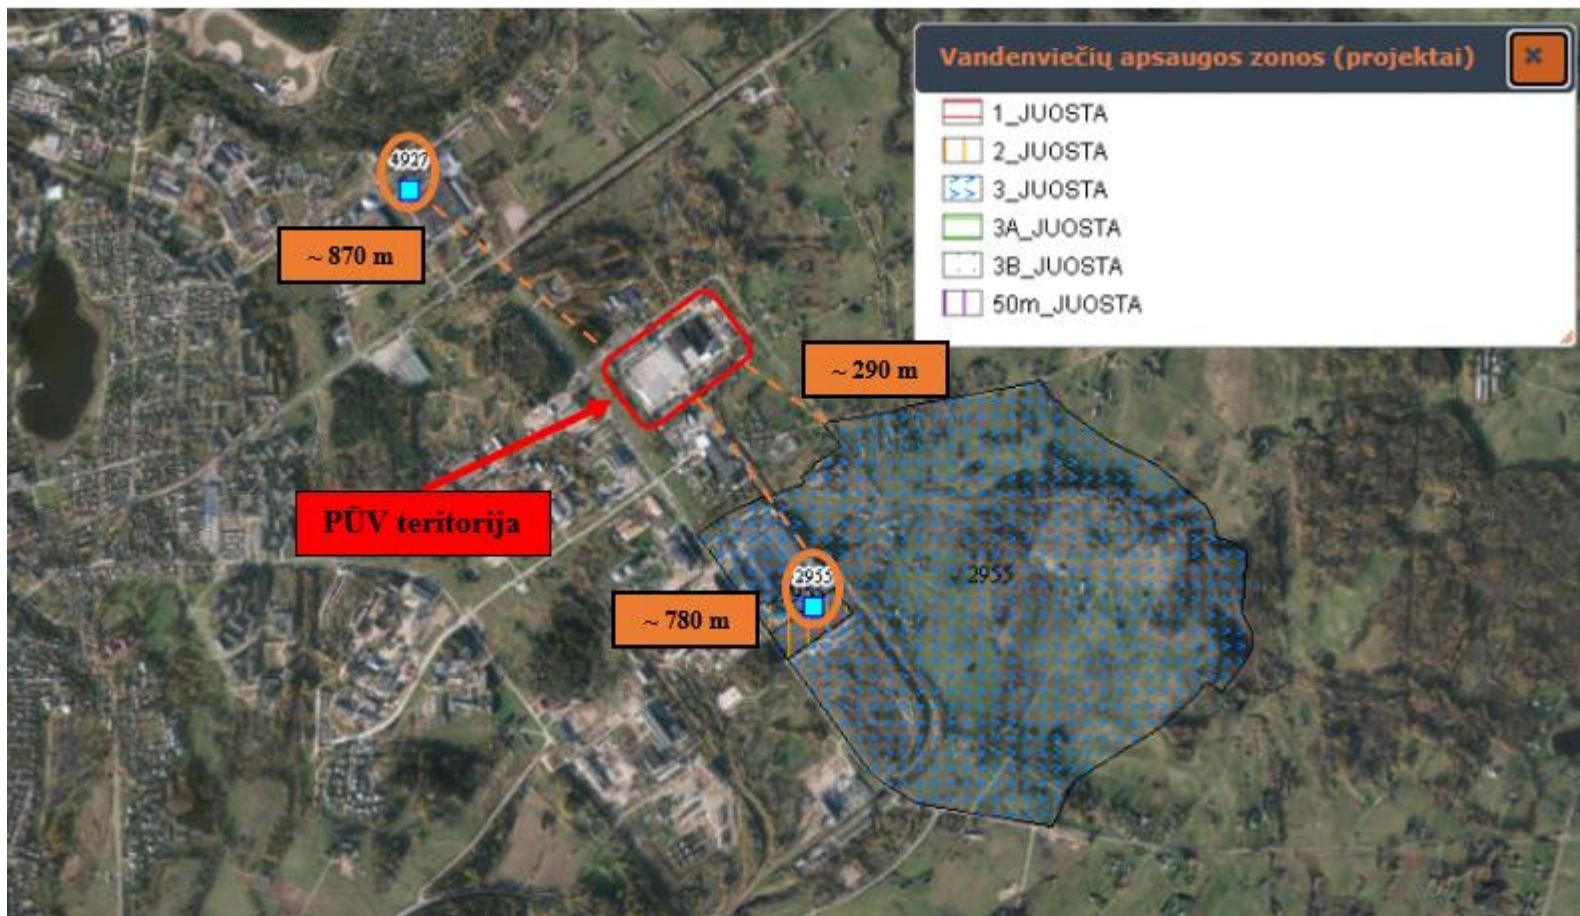 Vandenviečių apsaugos zonos (projektai)
1_JUOSTA
2_JUOSTA
3_JUOSTA
3A_JUOSTA
3B_JUOSTA
50m_JUOSTA
4927
~ 870 m
~ 290 m
PŪV teritorija
2955
2955
~ 780 m